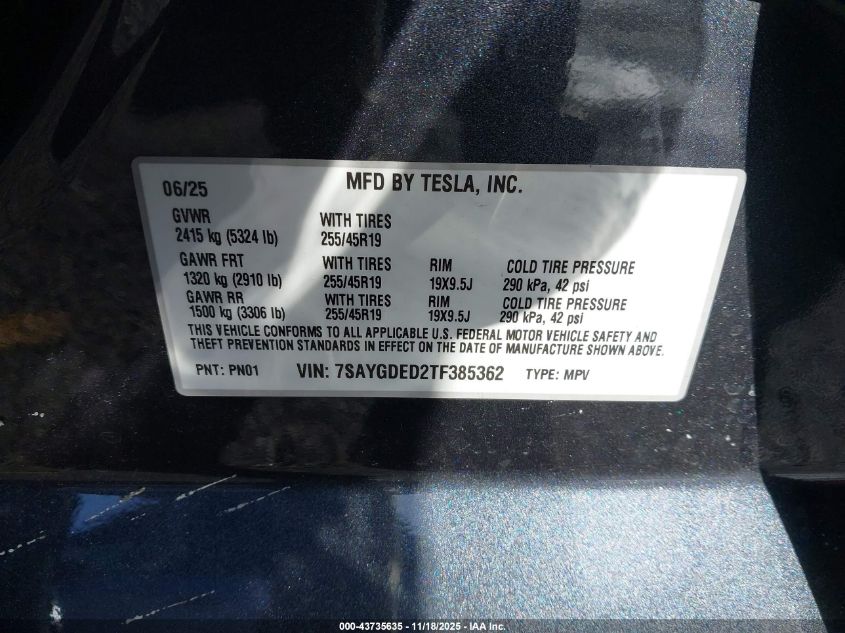 06/25 MFD BY TESLA, INC.
GVWR WITH TIRES
2415 kg (5324 lb) 255/45R19
GAWR FRT WITH TIRES RIM COLD TIRE PRESSURE
1320 kg (2910 lb) 255/45R19 19X9.5J 290 kPa, 42 psi
GAWR RR WITH TIRES RIM COLD TIRE PRESSURE
1500 kg (3306 lb) 255/45R19 19X9.5J 290 kPa, 42 psi
THIS VEHICLE CONFORMS TO ALL APPLICABLE U.S. FEDERAL MOTOR VEHICLE SAFETY AND
THEFT PREVENTION STANDARDS IN EFFECT ON THE DATE OF MANUFACTURE SHOWN ABOVE.
PNT: PN01 VIN: 7SAYGDED2TF385362 TYPE: MPV
000-43735635 - 11/18/2025 - IAA Inc.